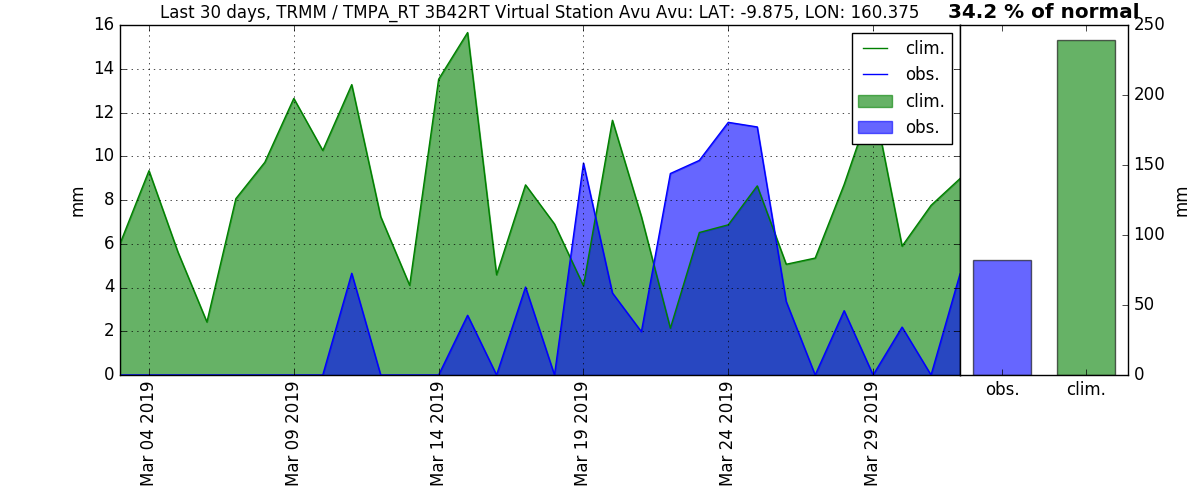 Last 30 days, TRMM / TMPA_RT 3B42RT Virtual Station Avu Avu: LAT: -9.875, LON: 160.375
34.2 % of normal
16
14
12
10
8
6
4
2
0
mm
clim.
obs.
clim.
obs.
250
200
150
100
50
0
mm
Mar 04 2019
Mar 09 2019
Mar 14 2019
Mar 19 2019
Mar 24 2019
Mar 29 2019
obs.
clim.